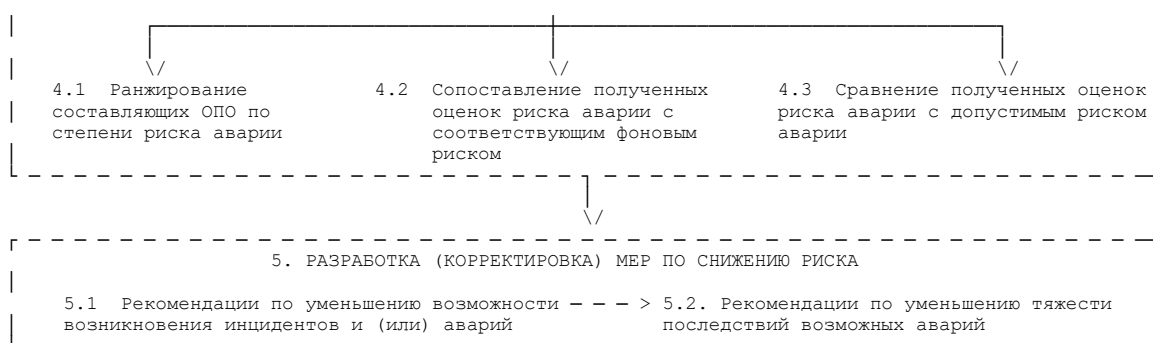 4.1 Ранжирование
составляющих ОПО по
степени риска аварии
4.2 Сопоставление полученных
оценок риска аварии с
соответствующим фоновым
риском
4.3 Сравнение полученных оценок
риска аварии с допустимым риском
аварии
5. РАЗРАБОТКА (КОРРЕКТИРОВКА) МЕР ПО СНИЖЕНИЮ РИСКА
5.1 Рекомендации по уменьшению возможности
возникновения инцидентов и (или) аварий
5.2. Рекомендации по уменьшению тяжести
последствий возможных аварий